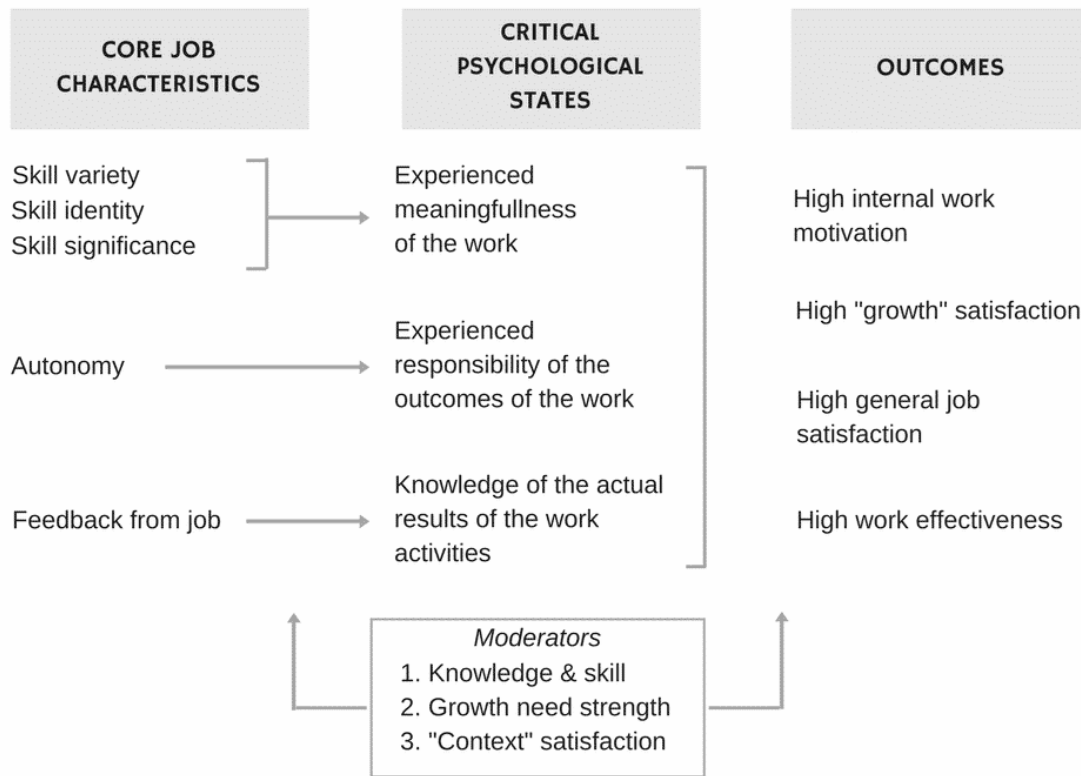 CORE JOB
CHARACTERISTICS
CRITICAL
PSYCHOLOGICAL
STATES
OUTCOMES
Skill variety
Skill identity
Skill significance
Experienced
meaningfullness
of the work
High internal work
motivation
High "growth" satisfaction
Autonomy
Experienced
responsibility of the
outcomes of the work
High general job
satisfaction
Feedback from job
Knowledge of the actual
results of the work
activities
High work effectiveness
Moderators
1. Knowledge & skill
2. Growth need strength
3. "Context" satisfaction